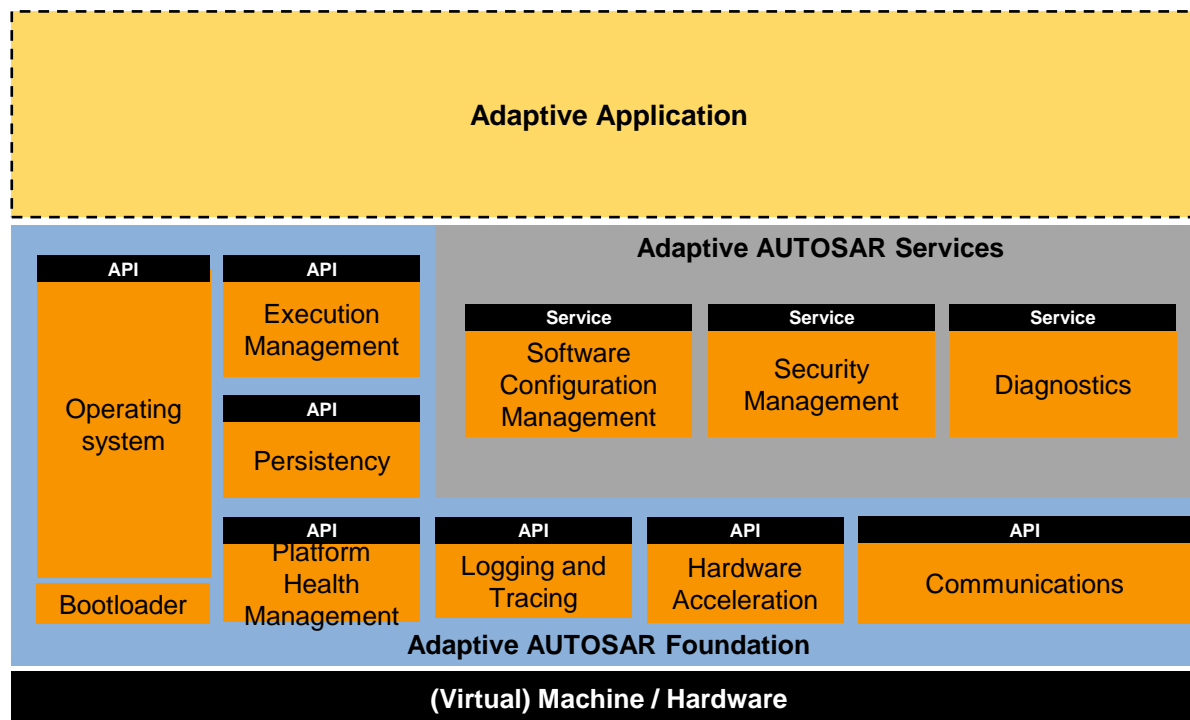 Adaptive Application
Adaptive AUTOSAR Services
API
Operating
system
Bootloader
API
Execution
Management
API
Persistency
Service
Software
Configuration
Management
Service
Security
Management
Service
Diagnostics
API
Platform
Health
Management
API
Logging and
Tracing
API
Hardware
Acceleration
API
Communications
Adaptive AUTOSAR Foundation
(Virtual) Machine / Hardware